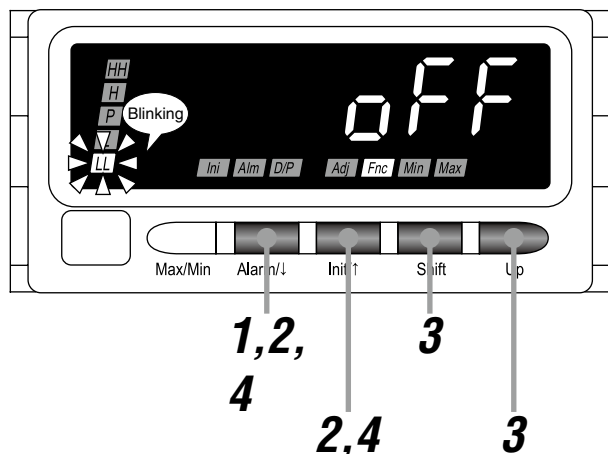 HH
H
P
L
LL
Blinking
oFF
Ini Alm D/P Adj Fnc Min Max
Max/Min Alarm/↓ Init/↑ Shift Up
1,2,
4
2,4
3
3